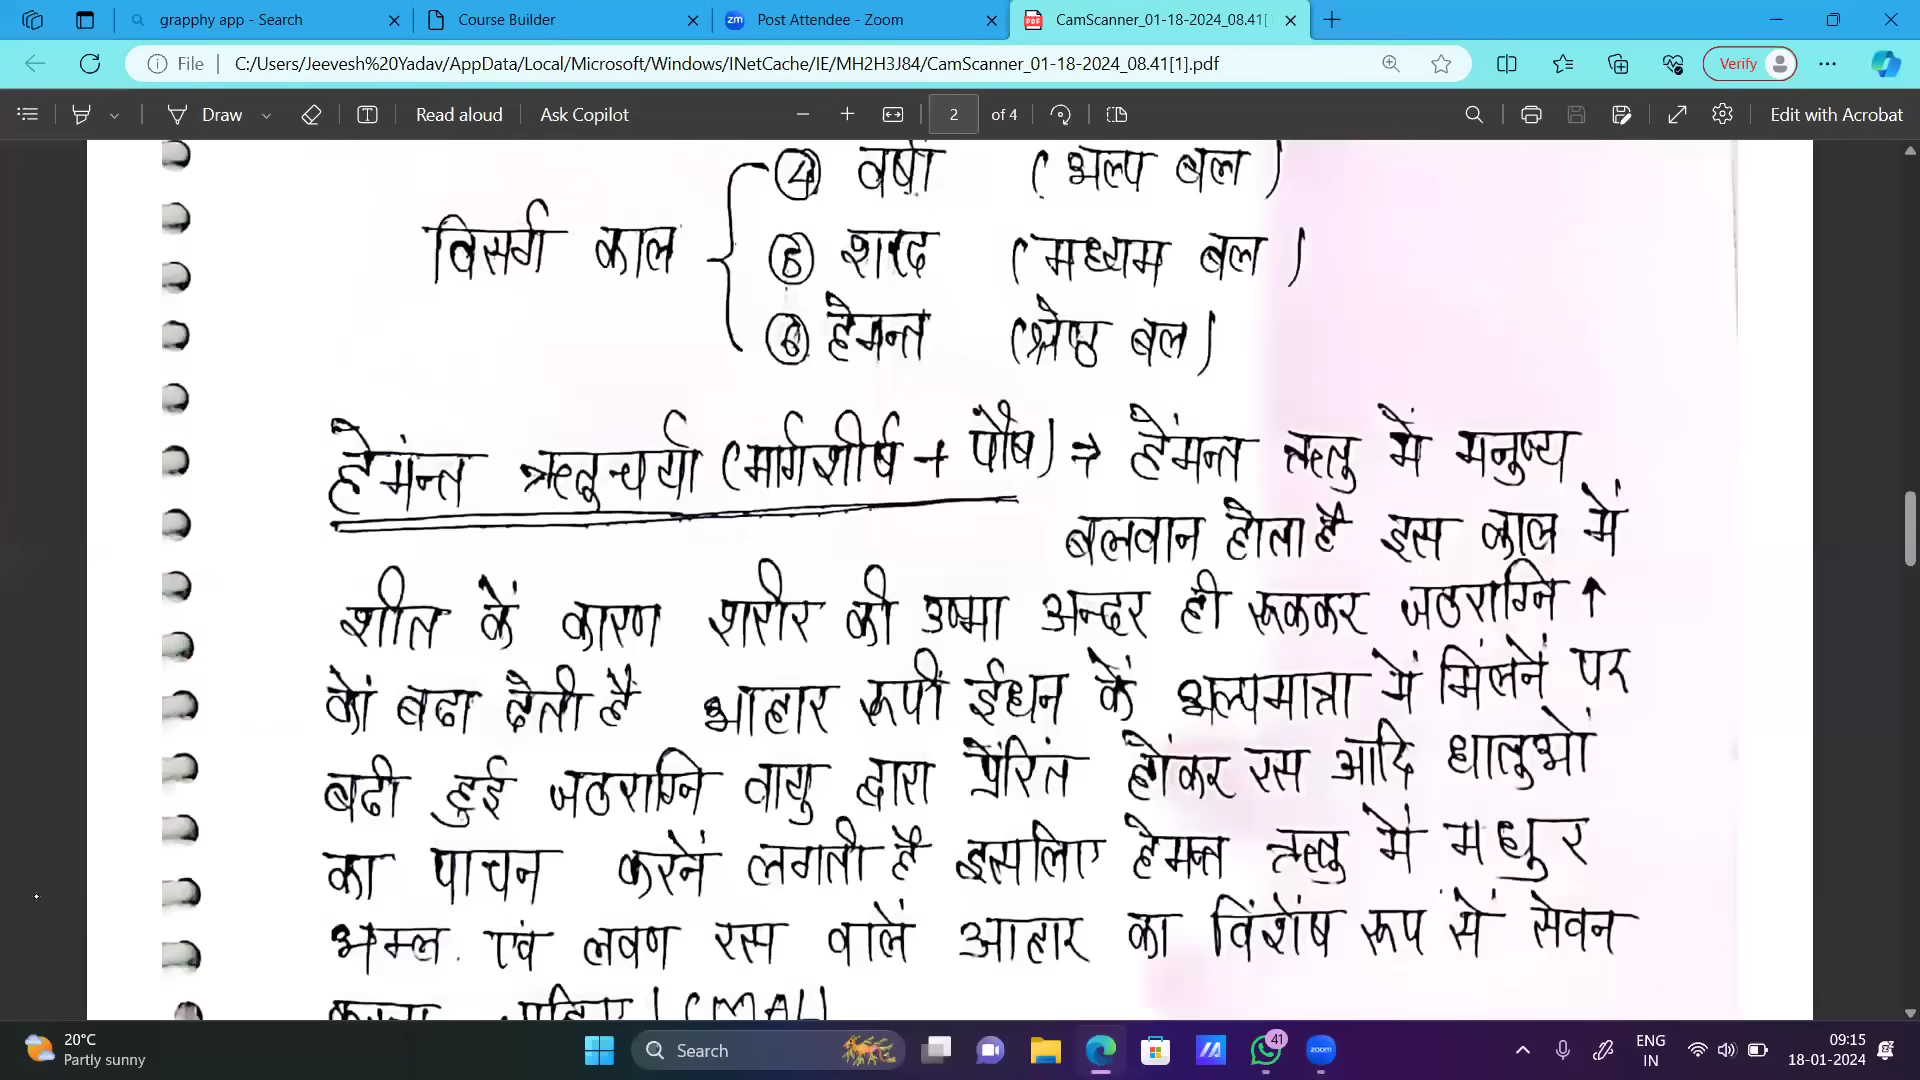 grapphy app - Search
Course Builder
Post Attendee - Zoom
CamScanner_01-18-2024_08.41[
File
C:/Users/Jeevesh%20Yadav/AppData/Local/Microsoft/Windows/INetCache/IE/MH2H3J84/CamScanner_01-18-2024_08.41[1].pdf
Verify
Draw
Read aloud
Ask Copilot
2 of 4
Edit with Acrobat
④ वर्षा (अल्प बल)
विसर्ग काल
⑤ शरद (मध्यम बल)
⑥ हेमन्त (श्रेष्ठ बल)
हेमंन्त ऋतुचर्या (मार्गशीर्ष + पौष) ⇒ हेंमन्त ऋतु में मनुष्य
बलवान होता है इस काल में
शीत कें कारण शरीर की उष्मा अन्दर ही रूककर जठराग्नि ↑
कों बढा देती है आहार रूपी ईंधन कें अल्पमात्रा में मिलनें पर
बढी हुई जठराग्नि वायु द्वारा प्रेरित होंकर रस आदि धातुओं
का पाचन करनें लगती है इसलिए हेमन्त ऋतु में मधुर
अम्ल एवं लवण रस वालें आहार का विशेष रूप सें सेवन
20°C
Partly sunny
Search
41
zoom
ENG
IN
09:15
18-01-2024